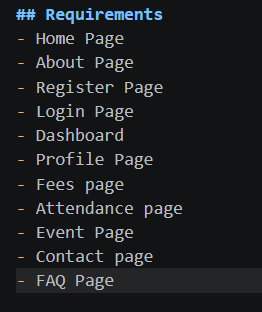 ## Requirements
- Home Page
- About Page
- Register Page
- Login Page
- Dashboard
- Profile Page
- Fees page
- Attendance page
- Event Page
- Contact page
- FAQ Page